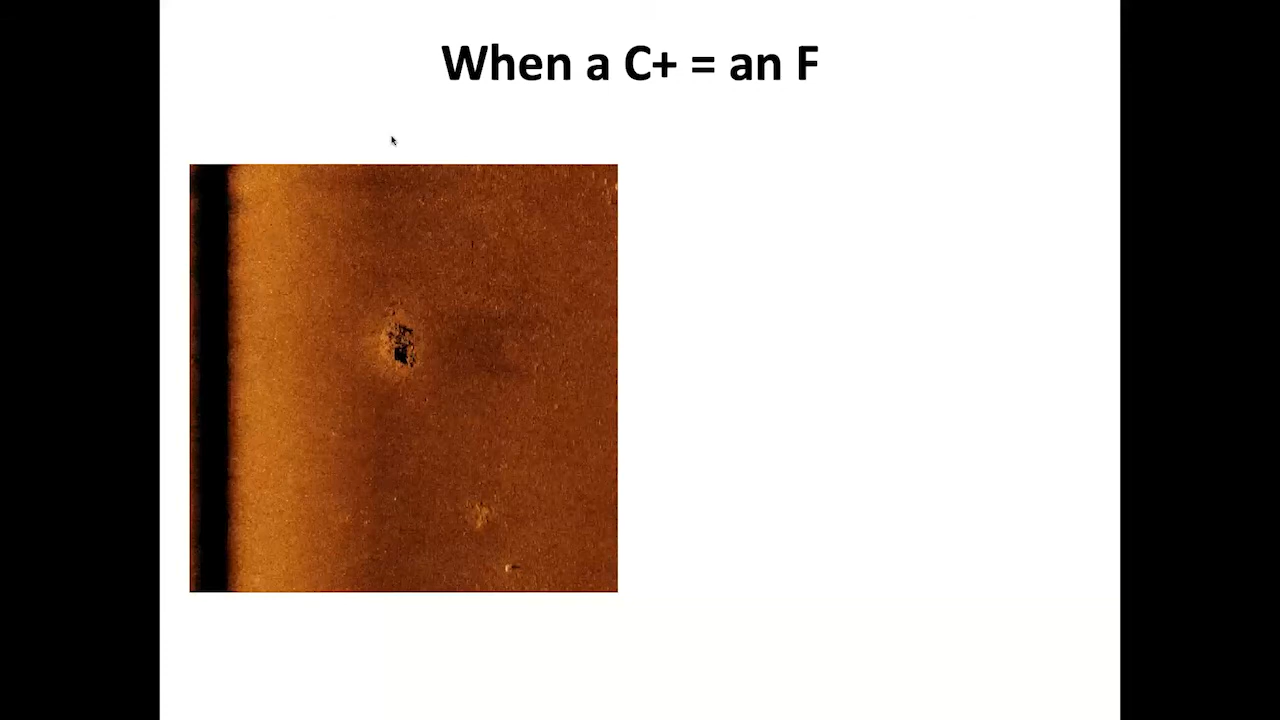 When a C+ = an F